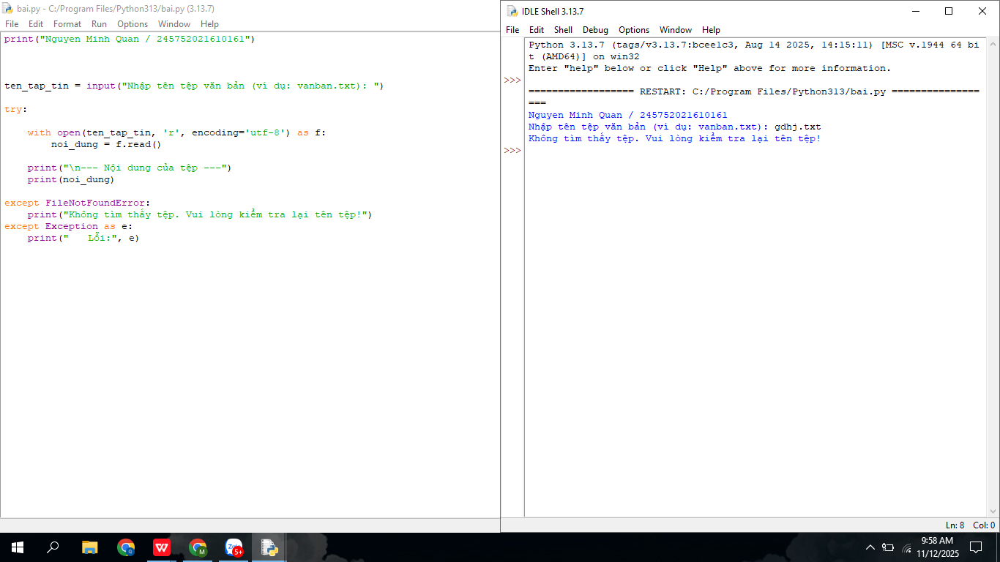 bai.py - C:/Program Files/Python313/bai.py (3.13.7)
File Edit Format Run Options Window Help
print("Nguyen Minh Quan / 245752021610161")
ten_tap_tin = input("Nhập tên tệp văn bản (ví dụ: vanban.txt): ")
try:
    with open(ten_tap_tin, 'r', encoding='utf-8') as f:
        noi_dung = f.read()
    print("\n--- Nội dung của tệp ---")
    print(noi_dung)
except FileNotFoundError:
    print("Không tìm thấy tệp. Vui lòng kiểm tra lại tên tệp!")
except Exception as e:
    print("   Lỗi:", e)
IDLE Shell 3.13.7
File Edit Shell Debug Options Window Help
Python 3.13.7 (tags/v3.13.7:bcee1c3, Aug 14 2025, 14:15:11) [MSC v.1944 64 bi
t (AMD64)] on win32
Enter "help" below or click "Help" above for more information.
>>>
================== RESTART: C:/Program Files/Python313/bai.py ===============
===
Nguyen Minh Quan / 245752021610161
Nhập tên tệp văn bản (ví dụ: vanban.txt): gdhj.txt
Không tìm thấy tệp. Vui lòng kiểm tra lại tên tệp!
>>>
Ln: 8 Col: 0
W
M
5+
9:58 AM
11/12/2025